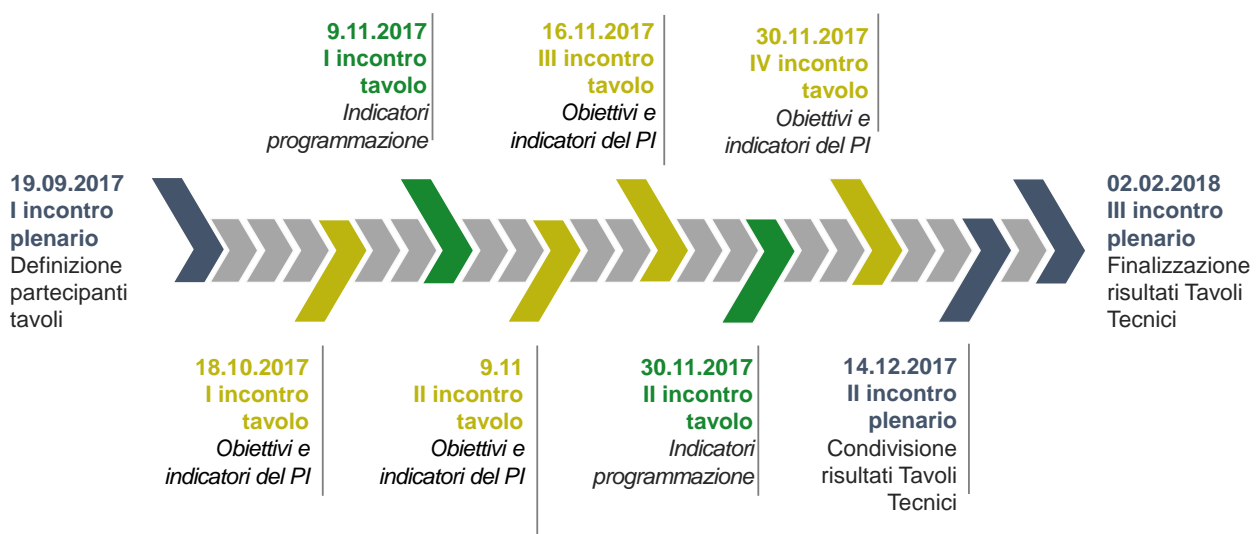 9.11.2017
I incontro
tavolo
Indicatori
programmazione
16.11.2017
III incontro
tavolo
Obiettivi e
indicatori del PI
30.11.2017
IV incontro
tavolo
Obiettivi e
indicatori del PI
19.09.2017
I incontro
plenario
Definizione
partecipanti
tavoli
02.02.2018
III incontro
plenario
Finalizzazione
risultati Tavoli
Tecnici
18.10.2017
I incontro
tavolo
Obiettivi e
indicatori del PI
9.11
II incontro
tavolo
Obiettivi e
indicatori del PI
30.11.2017
II incontro
tavolo
Indicatori
programmazione
14.12.2017
II incontro
plenario
Condivisione
risultati Tavoli
Tecnici